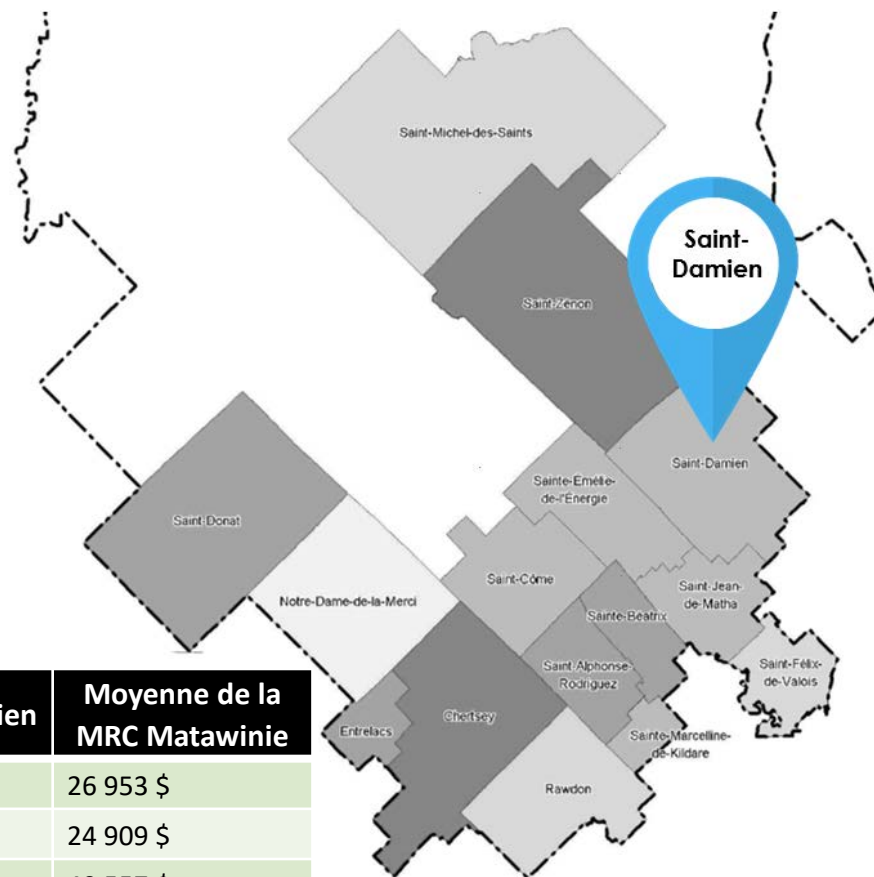 Saint-Michel-des-Saints
Saint-
Damien
Saint-Zénon
Saint-Damien
Sainte-Émélie-
de-l'Énergie
Saint-Donat
Saint-Côme
Saint-Jean-
de-Matha
Notre-Dame-de-la-Merci
Sainte-Béatrix
Saint-Félix-
de-Valois
Saint-Alphonse-
Rodriguez
Chertsey
Entrelacs
Sainte-Marcelline-
de-Kildare
Rawdon
Moyenne de la
MRC Matawinie
26 953 $
24 909 $